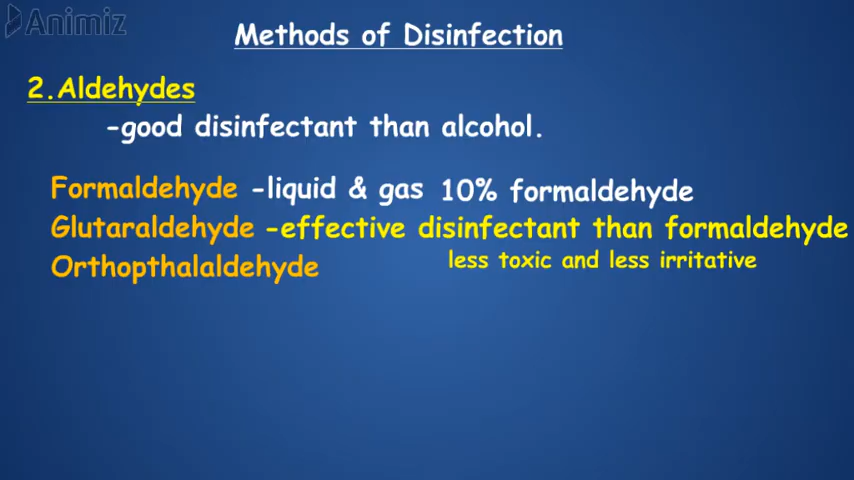 Animiz
Methods of Disinfection
2.Aldehydes
-good disinfectant than alcohol.
Formaldehyde -liquid & gas 10% formaldehyde
Glutaraldehyde -effective disinfectant than formaldehyde
Orthopthalaldehyde less toxic and less irritative